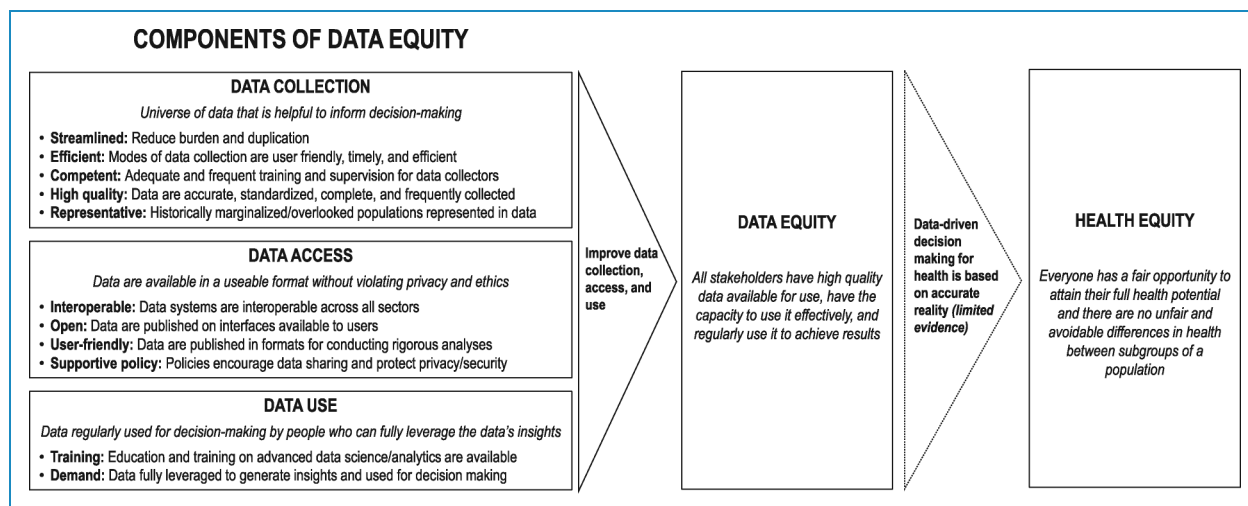 COMPONENTS OF DATA EQUITY
DATA COLLECTION
Universe of data that is helpful to inform decision-making
• Streamlined: Reduce burden and duplication
• Efficient: Modes of data collection are user friendly, timely, and efficient
• Competent: Adequate and frequent training and supervision for data collectors
• High quality: Data are accurate, standardized, complete, and frequently collected
• Representative: Historically marginalized/overlooked populations represented in data
DATA ACCESS
Data are available in a useable format without violating privacy and ethics
• Interoperable: Data systems are interoperable across all sectors
• Open: Data are published on interfaces available to users
• User-friendly: Data are published in formats for conducting rigorous analyses
• Supportive policy: Policies encourage data sharing and protect privacy/security
DATA USE
Data regularly used for decision-making by people who can fully leverage the data's insights
• Training: Education and training on advanced data science/analytics are available
• Demand: Data fully leveraged to generate insights and used for decision making
Improve data
collection,
access, and
use
DATA EQUITY
All stakeholders have high quality
data available for use, have the
capacity to use it effectively, and
regularly use it to achieve results
Data-driven
decision
making for
health is based
on accurate
reality (limited
evidence)
HEALTH EQUITY
Everyone has a fair opportunity to
attain their full health potential
and there are no unfair and
avoidable differences in health
between subgroups of a
population